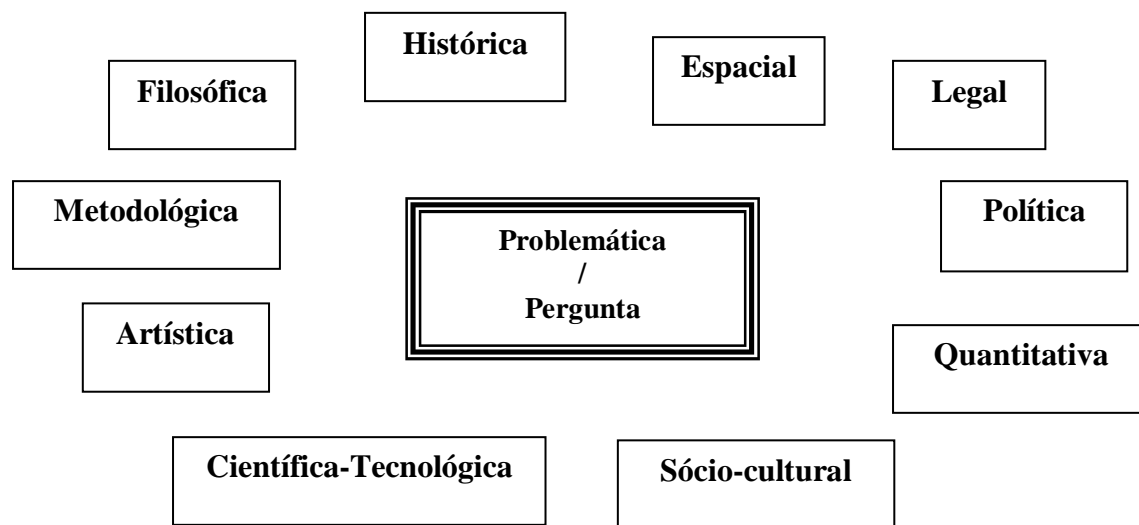 Histórica
Espacial
Filosófica
Legal
Metodológica
Política
Problemática
/
Pergunta
Artística
Quantitativa
Científica-Tecnológica
Sócio-cultural